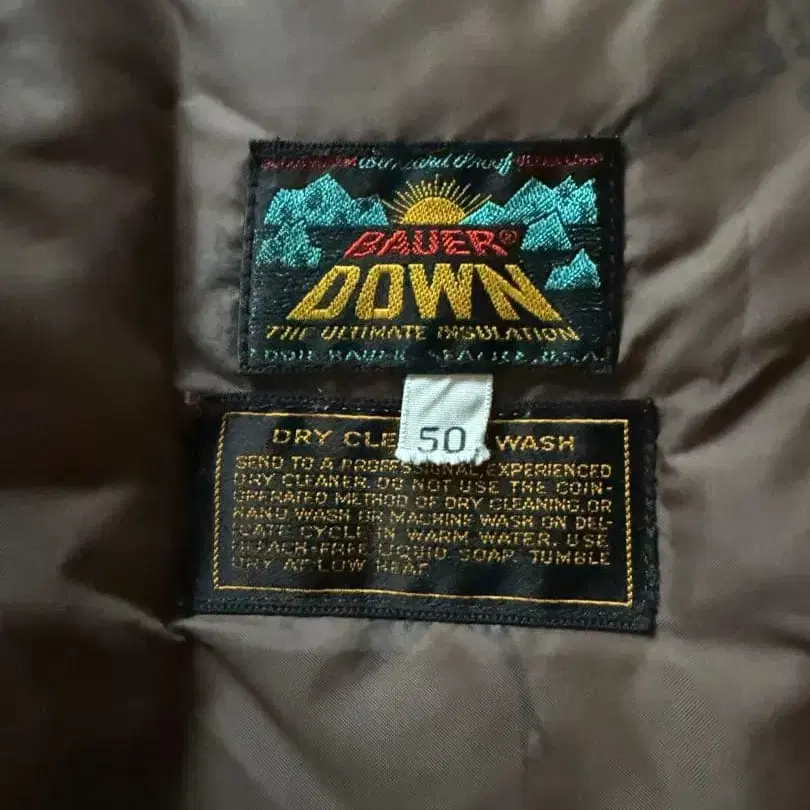 BAUER®
DOWN
THE ULTIMATE INSULATION
EDDIE BAUER, SEATTLE, U.S.A.
50
DRY CLE WASH
SEND TO A PROFESSIONAL EXPERIENCED
DRY CLEANER. DO NOT USE THE COIN-
OPERATED METHOD OF DRY CLEANING. OR
HAND WASH OR MACHINE WASH ON DEL-
ICATE CYCLE IN WARM WATER. USE
BLEACH-FREE LIQUID SOAP. TUMBLE
DRY AT LOW HEAT